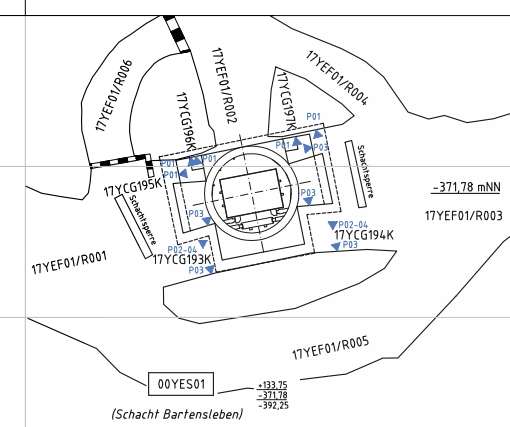 17YEF01/R006
17YEF01/R002
17YEF01/R004
17YCG196K
17YCG197K
P01
P01
P01
P01
P01
P03
17YCG195K
Schachtsperre
Schachtsperre
-371,78 mNN
17YEF01/R003
P03
P03
P02-04
17YCG194K
P03
P02-04
17YCG193K
P03
17YEF01/R001
17YEF01/R005
00YES01
+133,75
-371,78
-392,25
(Schacht Bartensleben)